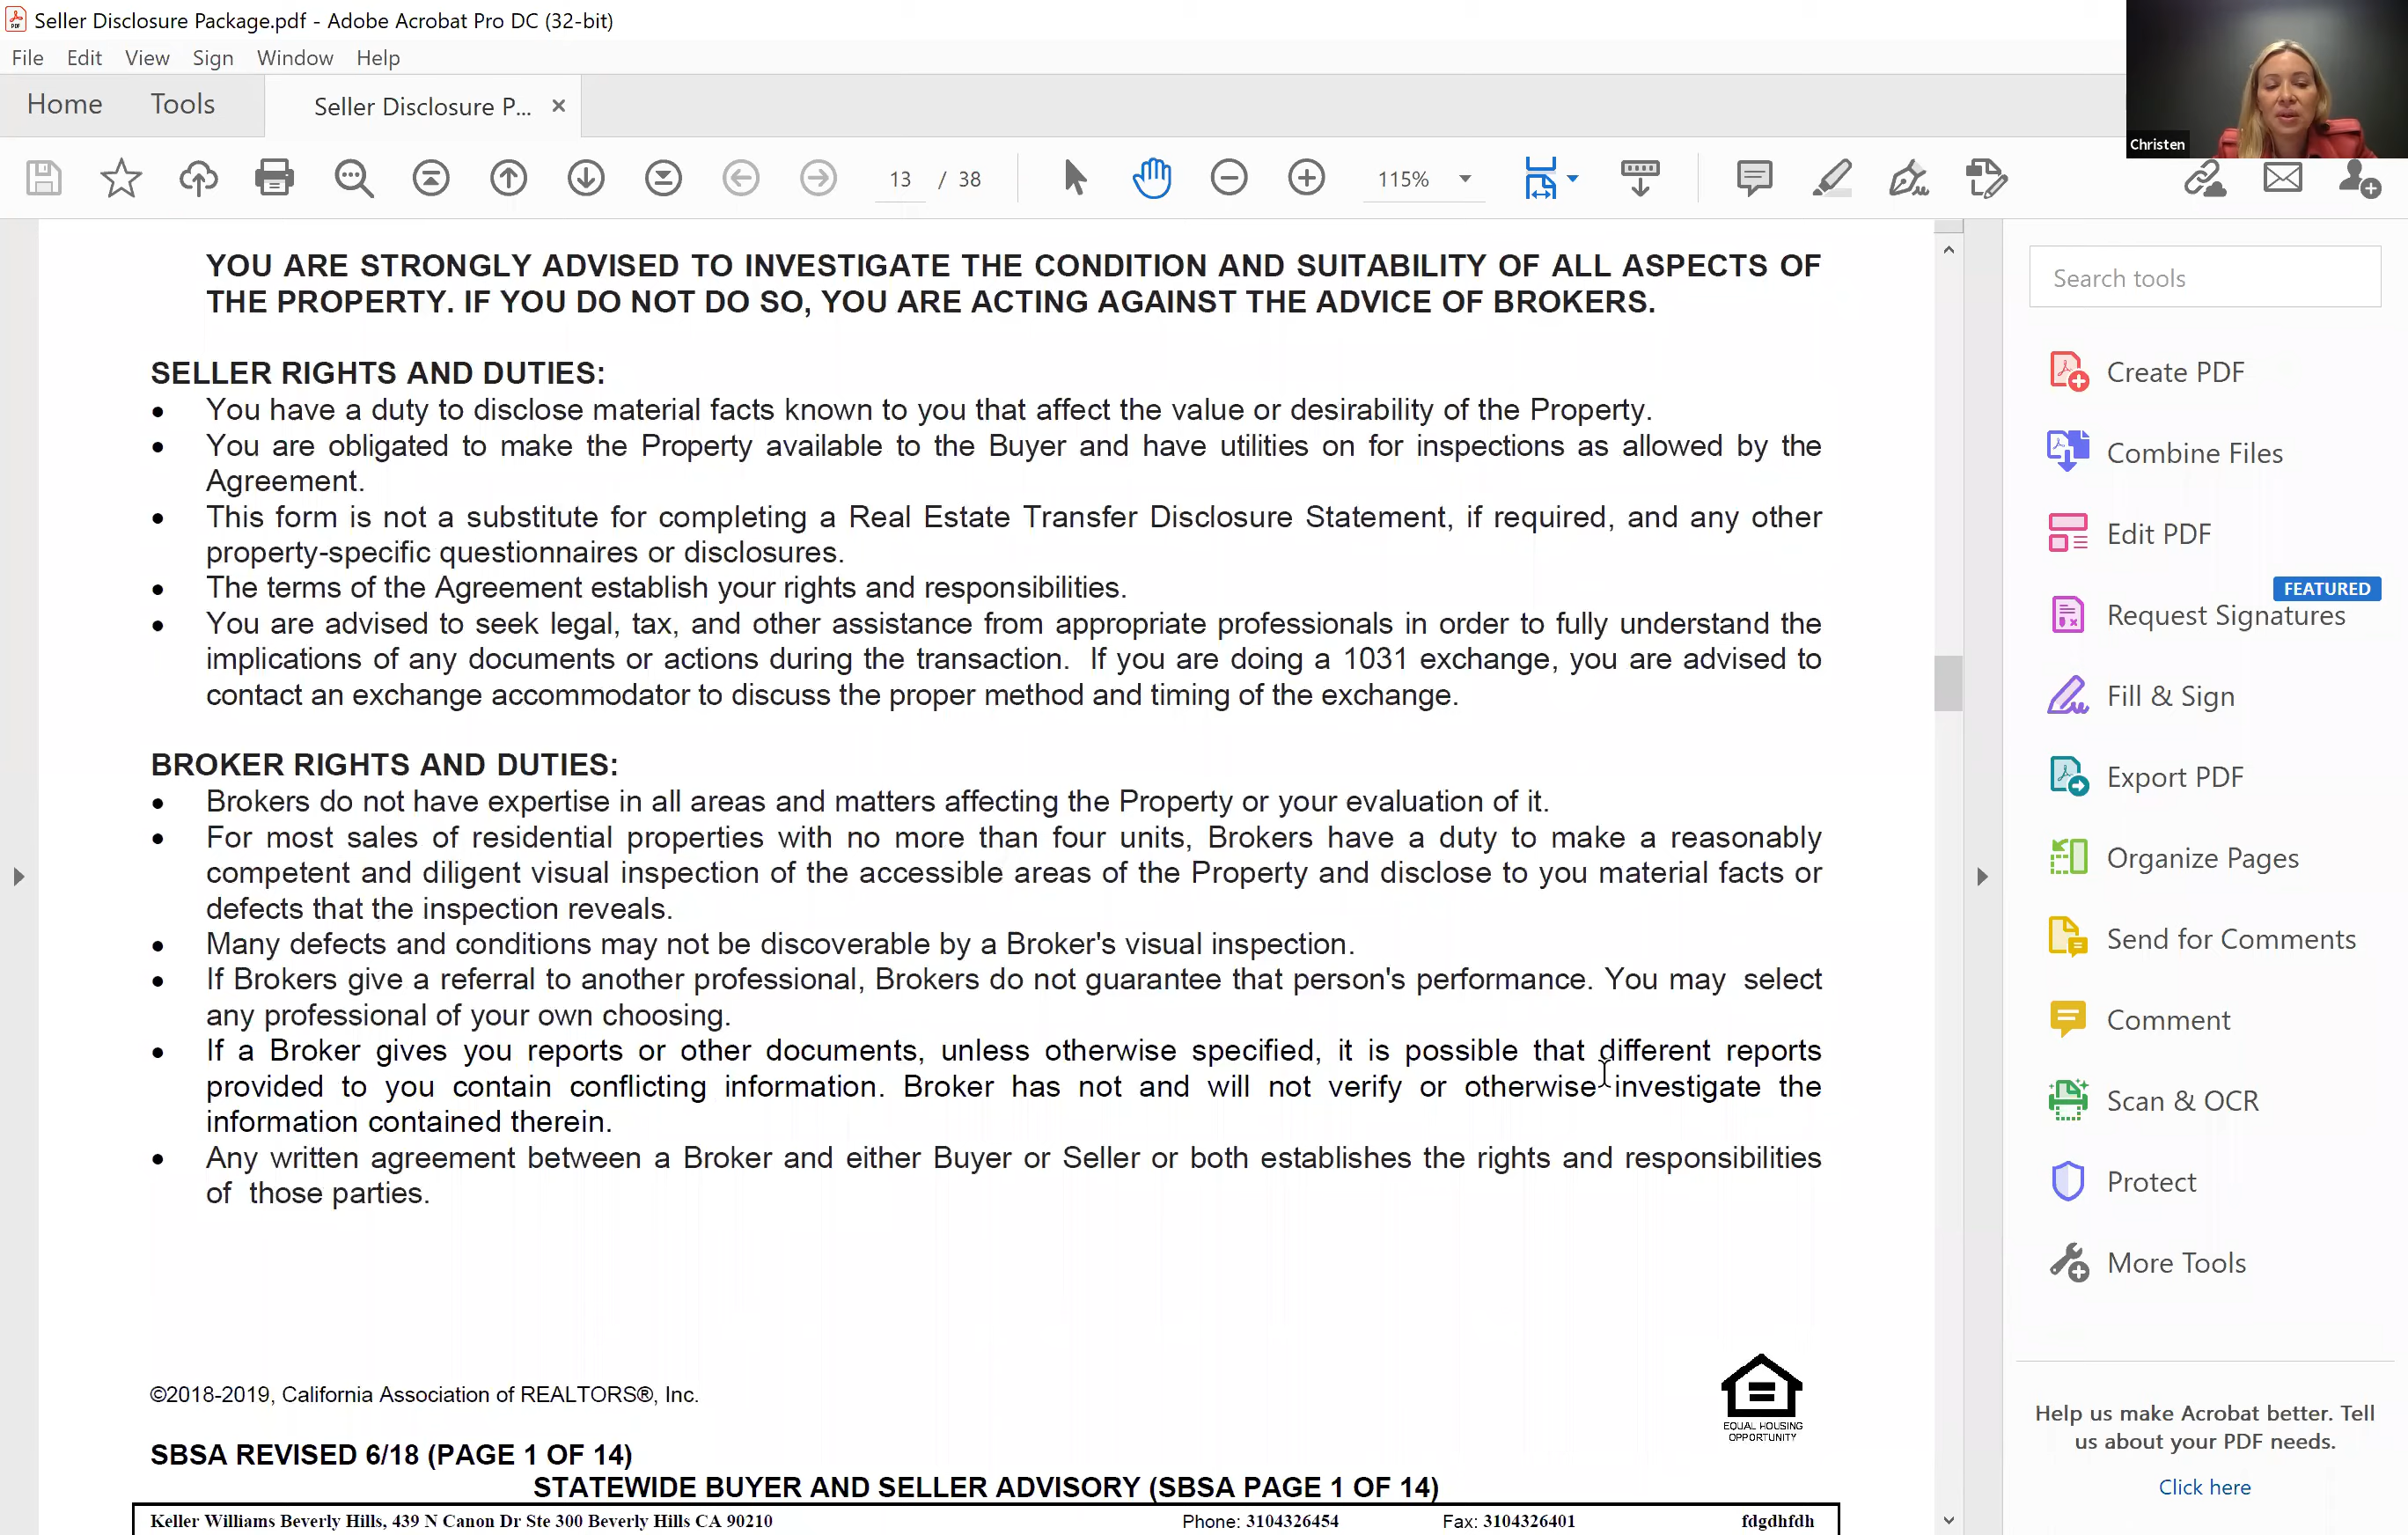 Seller Disclosure Package.pdf - Adobe Acrobat Pro DC (32-bit)
File Edit View Sign Window Help
Home Tools Seller Disclosure P... ×
13 / 38 115%
Christen
YOU ARE STRONGLY ADVISED TO INVESTIGATE THE CONDITION AND SUITABILITY OF ALL ASPECTS OF
THE PROPERTY. IF YOU DO NOT DO SO, YOU ARE ACTING AGAINST THE ADVICE OF BROKERS.
SELLER RIGHTS AND DUTIES:
• You have a duty to disclose material facts known to you that affect the value or desirability of the Property.
• You are obligated to make the Property available to the Buyer and have utilities on for inspections as allowed by the
Agreement.
• This form is not a substitute for completing a Real Estate Transfer Disclosure Statement, if required, and any other
property-specific questionnaires or disclosures.
• The terms of the Agreement establish your rights and responsibilities.
• You are advised to seek legal, tax, and other assistance from appropriate professionals in order to fully understand the
implications of any documents or actions during the transaction. If you are doing a 1031 exchange, you are advised to
contact an exchange accommodator to discuss the proper method and timing of the exchange.
BROKER RIGHTS AND DUTIES:
• Brokers do not have expertise in all areas and matters affecting the Property or your evaluation of it.
• For most sales of residential properties with no more than four units, Brokers have a duty to make a reasonably
competent and diligent visual inspection of the accessible areas of the Property and disclose to you material facts or
defects that the inspection reveals.
• Many defects and conditions may not be discoverable by a Broker's visual inspection.
• If Brokers give a referral to another professional, Brokers do not guarantee that person's performance. You may select
any professional of your own choosing.
• If a Broker gives you reports or other documents, unless otherwise specified, it is possible that different reports
provided to you contain conflicting information. Broker has not and will not verify or otherwise investigate the
information contained therein.
• Any written agreement between a Broker and either Buyer or Seller or both establishes the rights and responsibilities
of those parties.
©2018-2019, California Association of REALTORS®, Inc.
EQUAL HOUSING
OPPORTUNITY
SBSA REVISED 6/18 (PAGE 1 OF 14)
STATEWIDE BUYER AND SELLER ADVISORY (SBSA PAGE 1 OF 14)
Keller Williams Beverly Hills, 439 N Canon Dr Ste 300 Beverly Hills CA 90210 Phone: 3104326454 Fax: 3104326401 fdgdhfdh
Search tools
Create PDF
Combine Files
Edit PDF
FEATURED
Request Signatures
Fill & Sign
Export PDF
Organize Pages
Send for Comments
Comment
Scan & OCR
Protect
More Tools
Help us make Acrobat better. Tell
us about your PDF needs.
Click here